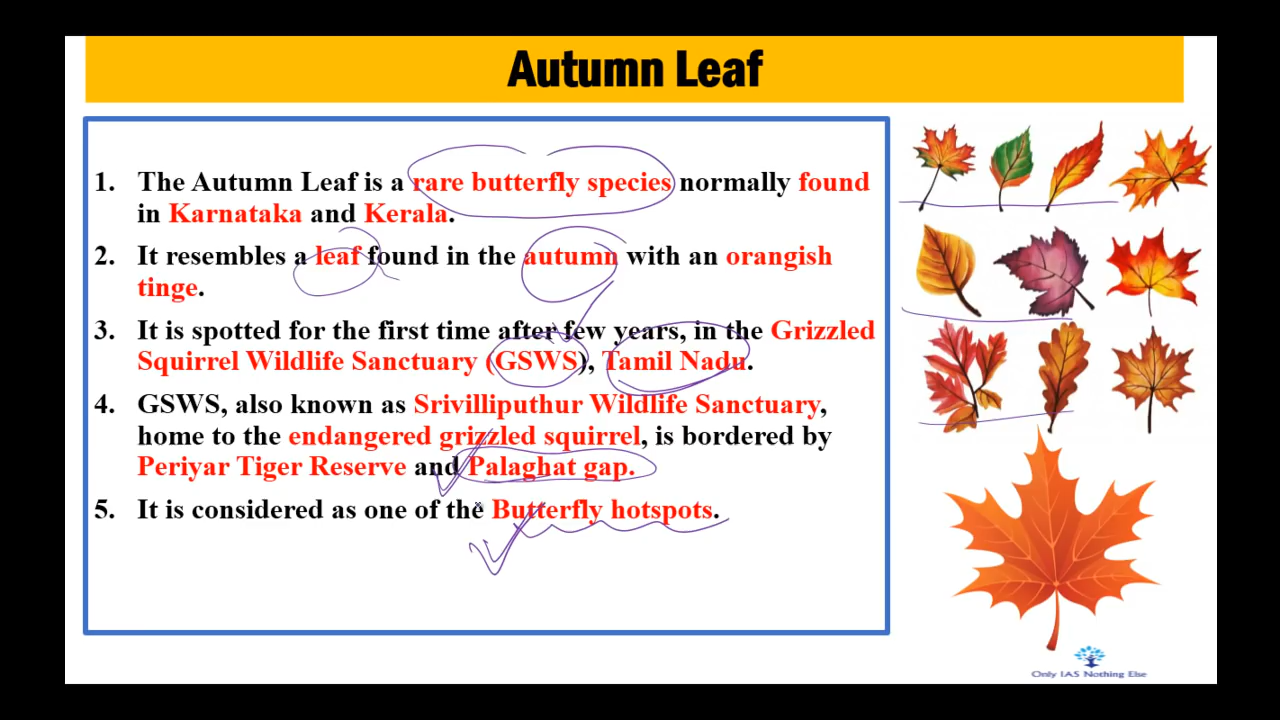 Autumn Leaf
1. The Autumn Leaf is a rare butterfly species normally found
in Karnataka and Kerala.
2. It resembles a leaf found in the autumn with an orangish
tinge.
3. It is spotted for the first time after few years, in the Grizzled
Squirrel Wildlife Sanctuary (GSWS), Tamil Nadu.
4. GSWS, also known as Srivilliputhur Wildlife Sanctuary,
home to the endangered grizzled squirrel, is bordered by
Periyar Tiger Reserve and Palaghat gap.
5. It is considered as one of the Butterfly hotspots.
Only IAS Nothing Else